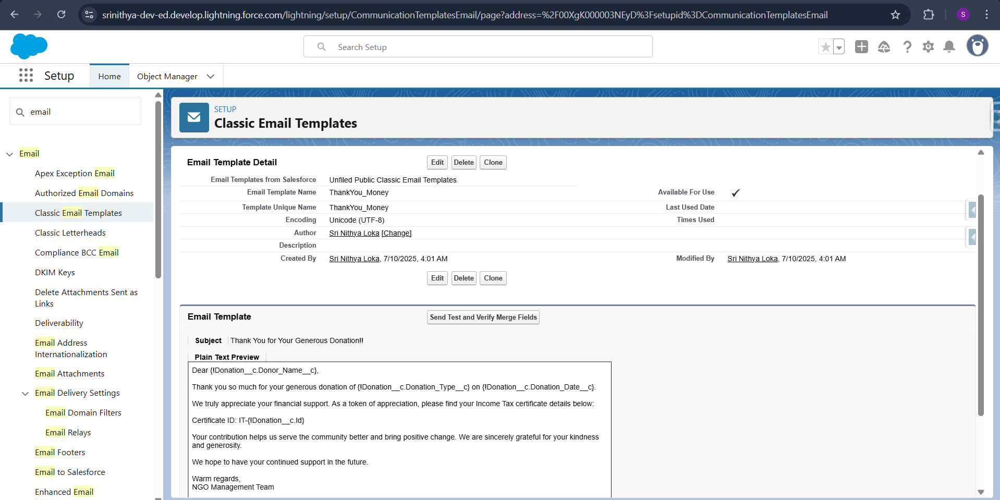 srinithya-dev-ed.develop.lightning.force.com/lightning/setup/CommunicationTemplatesEmail/page?address=%2F00XgK000003NEyD%3Fsetupid%3DCommunicationTemplatesEmail
S
Search Setup
Setup
Home
Object Manager
email
Email
Apex Exception Email
Authorized Email Domains
Classic Email Templates
Classic Letterheads
Compliance BCC Email
DKIM Keys
Delete Attachments Sent as
Links
Deliverability
Email Address
Internationalization
Email Attachments
Email Delivery Settings
Email Domain Filters
Email Relays
Email Footers
Email to Salesforce
Enhanced Email
SETUP
Classic Email Templates
Email Template Detail
Edit Delete Clone
Email Templates from Salesforce Unfiled Public Classic Email Templates
Email Template Name ThankYou_Money Available For Use
Template Unique Name ThankYou_Money Last Used Date
Encoding Unicode (UTF-8) Times Used
Author Sri Nithya Loka [Change]
Description
Created By Sri Nithya Loka, 7/10/2025, 4:01 AM Modified By Sri Nithya Loka, 7/10/2025, 4:01 AM
Edit Delete Clone
Email Template Send Test and Verify Merge Fields
Subject Thank You for Your Generous Donation!!
Plain Text Preview
Dear {!Donation__c.Donor_Name__c},
Thank you so much for your generous donation of {!Donation__c.Donation_Type__c} on {!Donation__c.Donation_Date__c}.
We truly appreciate your financial support. As a token of appreciation, please find your Income Tax certificate details below:
Certificate ID: IT-{!Donation__c.Id}
Your contribution helps us serve the community better and bring positive change. We are sincerely grateful for your kindness
and generosity.
We hope to have your continued support in the future.
Warm regards,
NGO Management Team